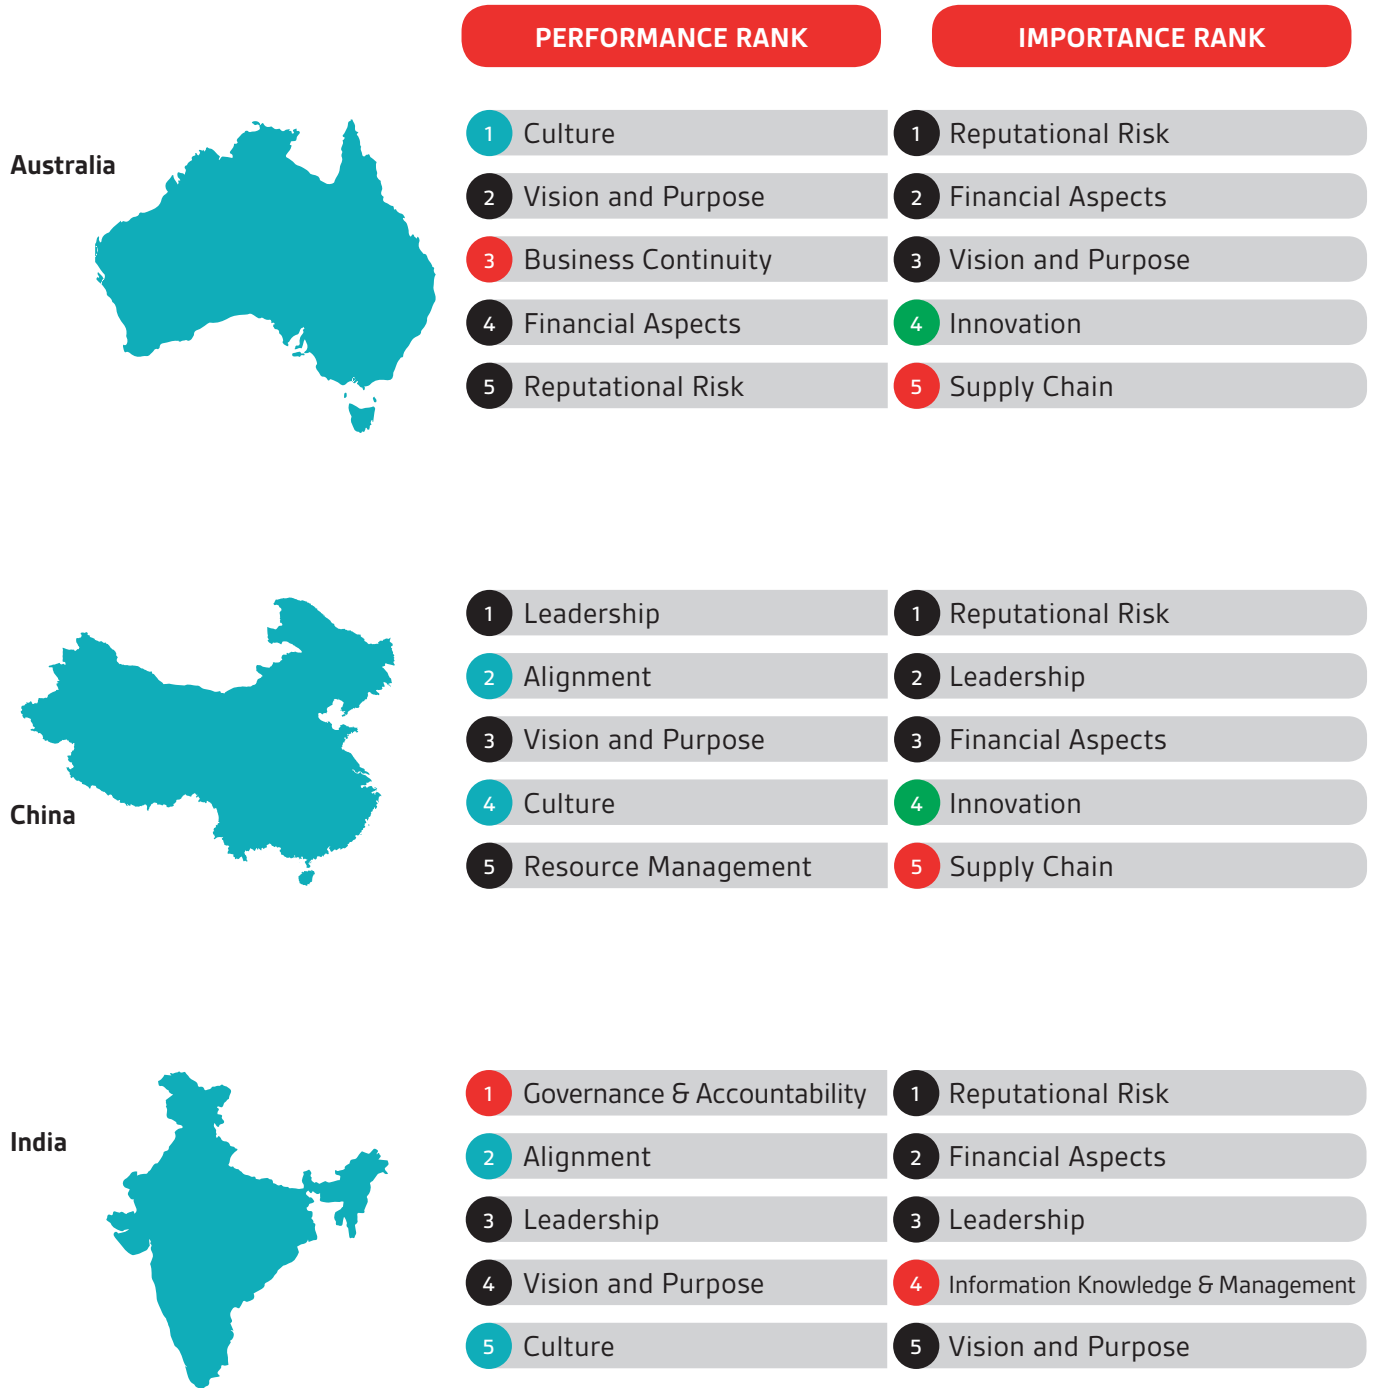 PERFORMANCE RANK
IMPORTANCE RANK
Australia
1 Culture
1 Reputational Risk
2 Vision and Purpose
2 Financial Aspects
3 Business Continuity
3 Vision and Purpose
4 Financial Aspects
4 Innovation
5 Reputational Risk
5 Supply Chain
China
1 Leadership
1 Reputational Risk
2 Alignment
2 Leadership
3 Vision and Purpose
3 Financial Aspects
4 Culture
4 Innovation
5 Resource Management
5 Supply Chain
India
1 Governance & Accountability
1 Reputational Risk
2 Alignment
2 Financial Aspects
3 Leadership
3 Leadership
4 Vision and Purpose
4 Information Knowledge & Management
5 Culture
5 Vision and Purpose